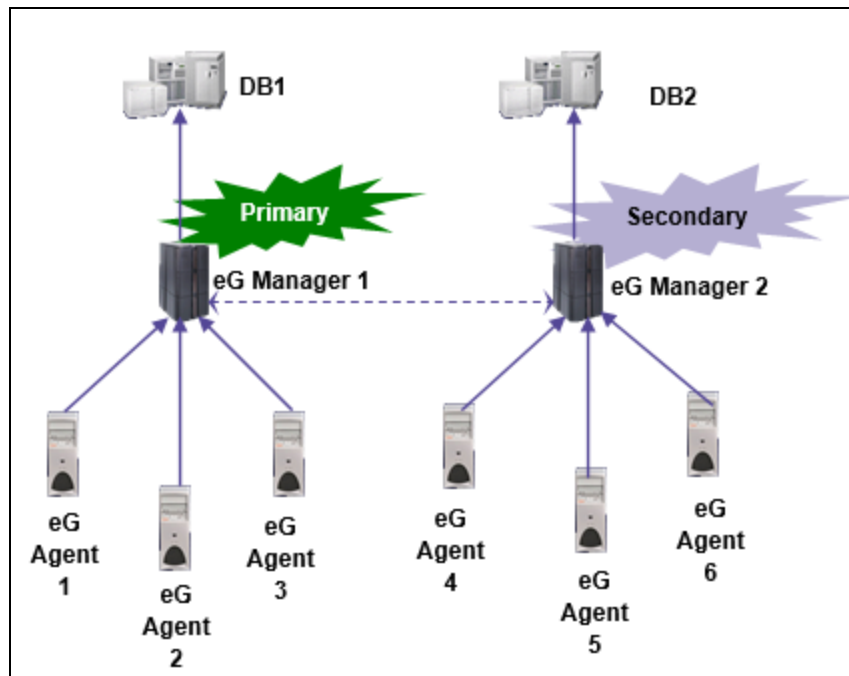 DB1
DB2
Primary
Secondary
eG Manager 1
eG Manager 2
eG
Agent
1
eG
Agent
2
eG
Agent
3
eG
Agent
4
eG
Agent
5
eG
Agent
6